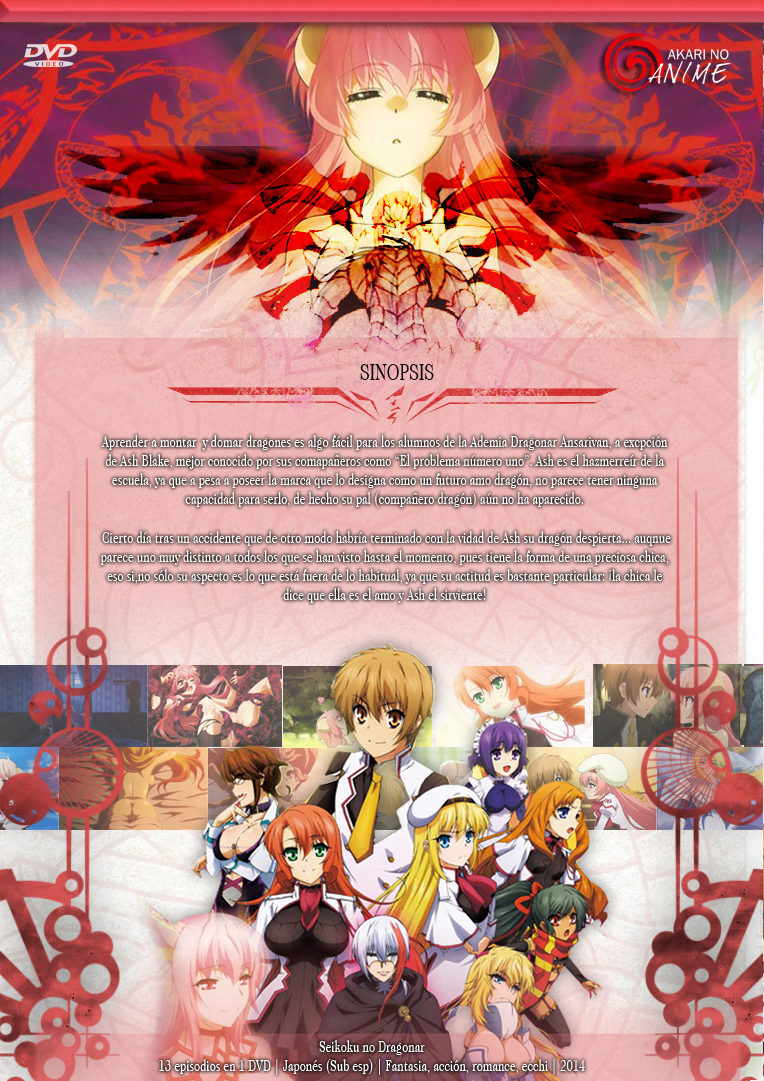 DVD
VIDEO
AKARI NO
ANIME
SINOPSIS
Aprender a montar y domar dragones es algo fácil para los alumnos de la Ademia Dragonar Ansarivan, a excpción
de Ash Blake, mejor conocido por sus comapañeros como “El problema número uno”. Ash es el hazmerreír de la
escuela, ya que a pesa a poseer la marca que lo designa como un futuro amo dragón, no parece tener ninguna
capacidad para serlo, de hecho su pal (compañero dragón) aún no ha aparecido.
Cierto día tras un accidente que de otro modo habría terminado con la vidad de Ash su dragón despierta... auqnue
parece uno muy distinto a todos los que se han visto hasta el momento, pues tiene la forma de una preciosa chica,
eso si,no sólo su aspecto es lo que está fuera de lo habitual, ya que su actitud es bastante particular: ¡la chica le
dice que ella es el amo y Ash el sirviente!
Seikoku no Dragonar
13 episodios en 1 DVD | Japonés (Sub esp) | Fantasía, acción, romance, ecchi | 2014